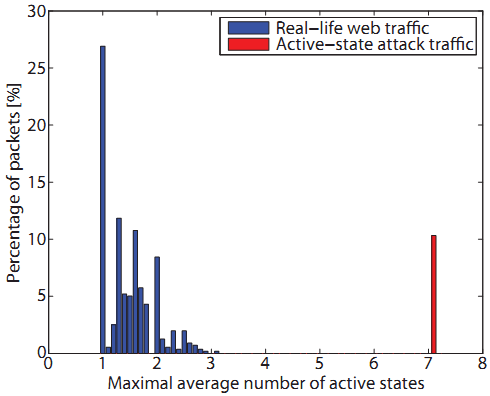 30
25
20
15
10
5
0
Percentage of packets [%]
Real-life web traffic
Active-state attack traffic
0 1 2 3 4 5 6 7 8
Maximal average number of active states